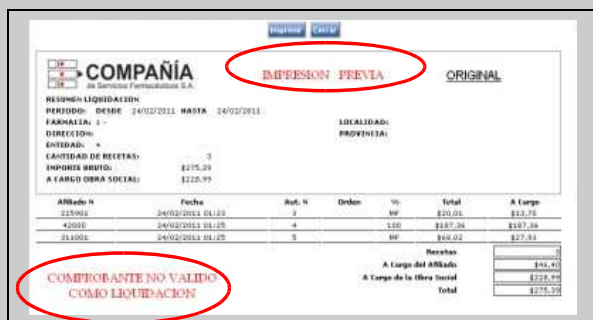 Imprimir Cerrar
COMPAÑÍA
de Servicios Farmacéuticos S.A.
IMPRESION PREVIA
ORIGINAL
RESUMEN LIQUIDACION
PERIODO: DESDE 24/02/2011 HASTA 24/02/2011
FARMACIA: 1 - LOCALIDAD:
DIRECCION: PROVINCIA:
ENTIDAD: 4
CANTIDAD DE RECETAS: 3
IMPORTE BRUTO: $275,39
A CARGO OBRA SOCIAL: $228,99
Afiliado N Fecha Aut. N Orden % Total A Cargo
225901 24/02/2011 01:23 3 MF $20,01 $13,70
42000 24/02/2011 01:25 4 100 $187,36 $187,36
311001 24/02/2011 01:25 5 MF $68,02 $27,93
Recetas 3
A Cargo del Afiliado $46,40
A Cargo de la Obra Social $228,99
Total $275,39
COMPROBANTE NO VALIDO
COMO LIQUIDACION